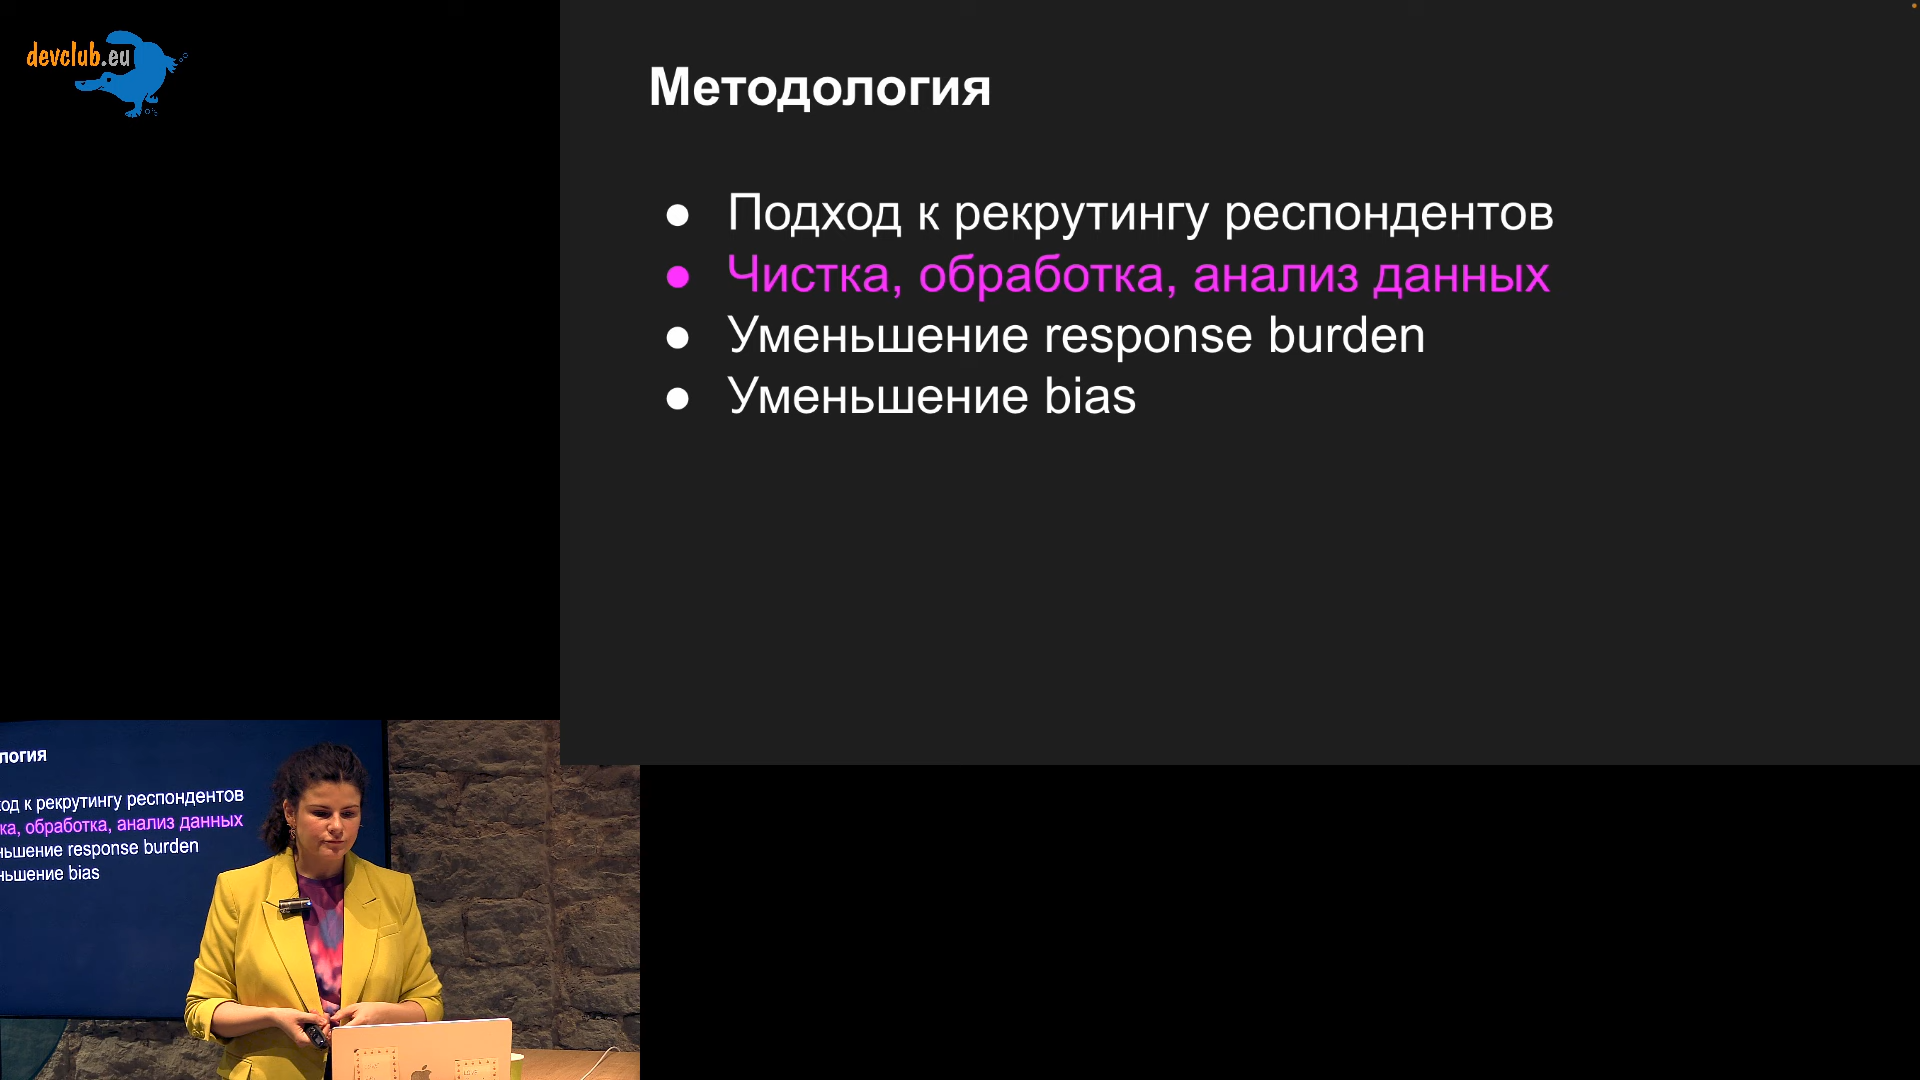 devclub.eu
Методология
● Подход к рекрутингу респондентов
● Чистка, обработка, анализ данных
● Уменьшение response burden
● Уменьшение bias
логия
од к рекрутингу респондентов
ка, обработка, анализ данных
ньшение response burden
ньшение bias